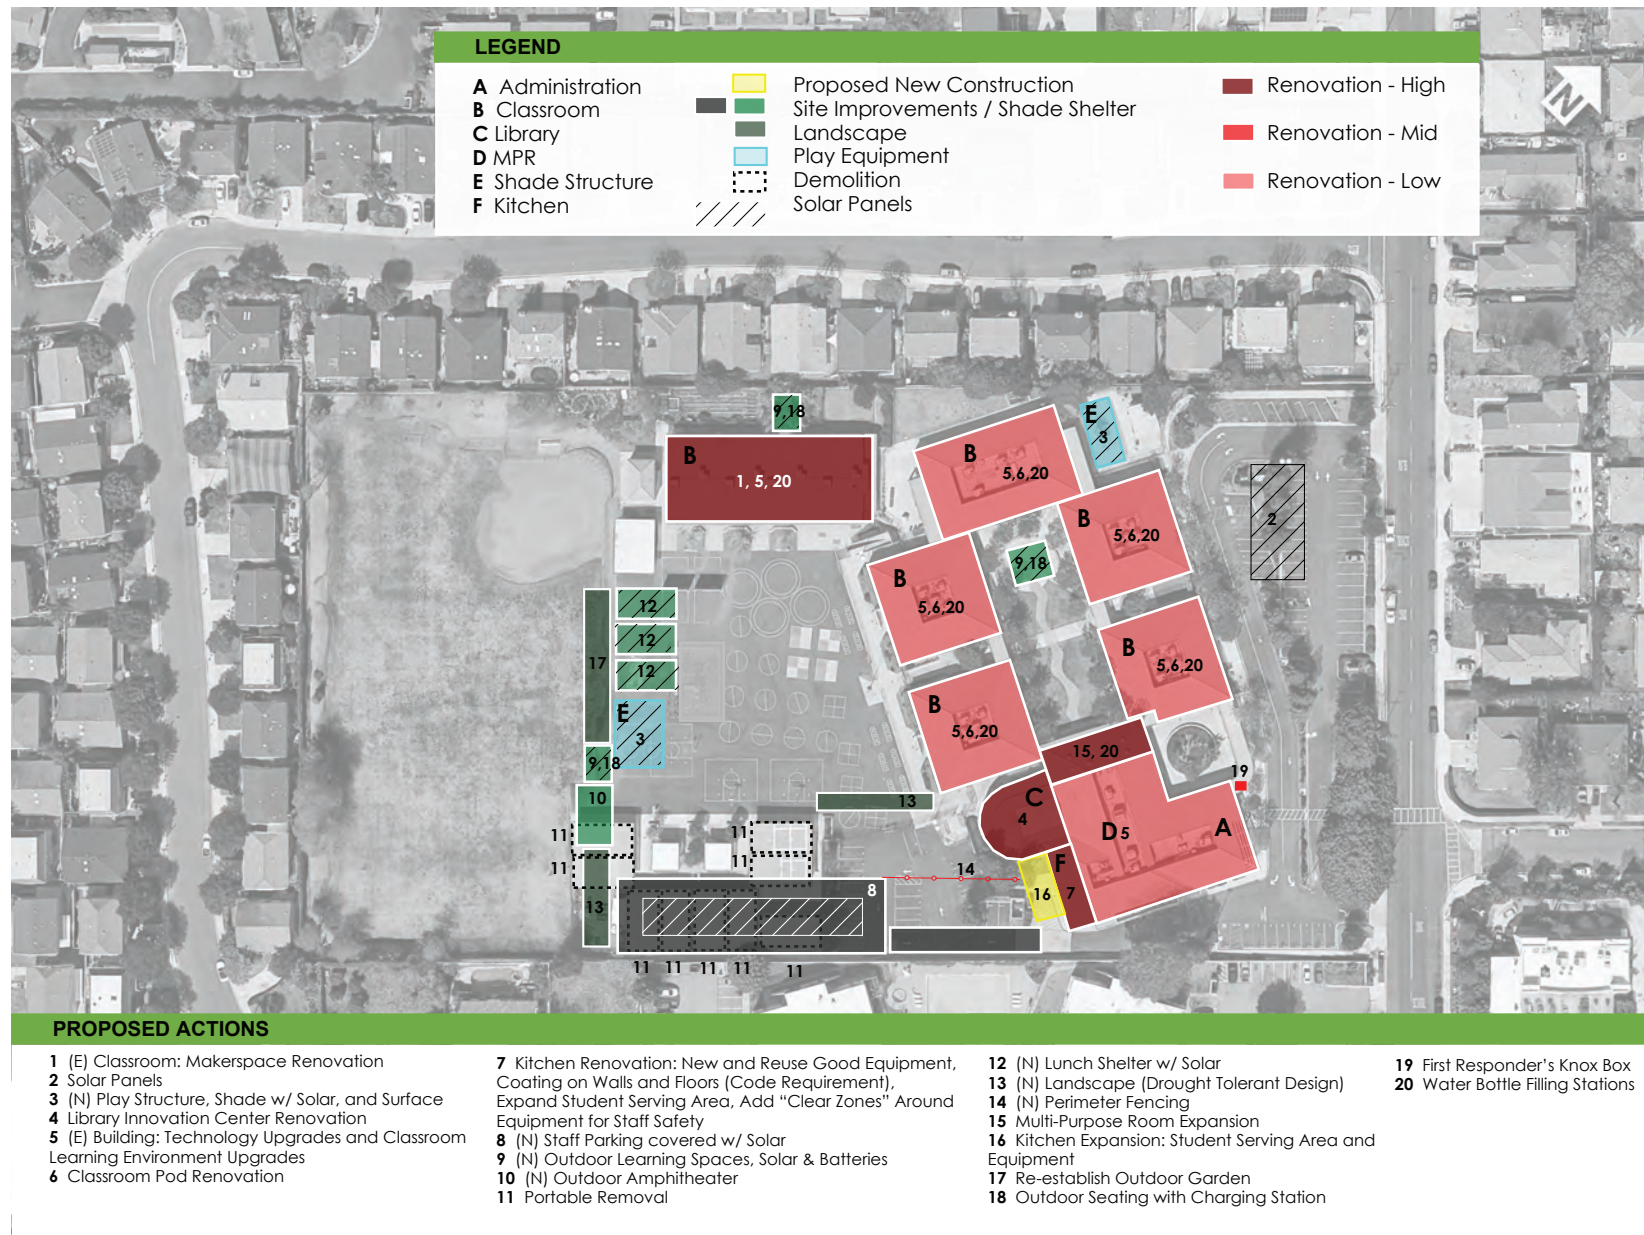 LEGEND
A Administration
B Classroom
C Library
D MPR
E Shade Structure
F Kitchen
Proposed New Construction
Site Improvements / Shade Shelter
Landscape
Play Equipment
Demolition
Solar Panels
Renovation - High
Renovation - Mid
Renovation - Low
N
9,18
B
1, 5, 20
B
5,6,20
E
3
B
5,6,20
2
9,18
B
5,6,20
12
12
12
17
B
5,6,20
B
5,6,20
E
3
9,18
15, 20
19
10
13
C
4
D 5
A
11
11
11
11
14
F
7
16
8
13
11 11 11 11 11
PROPOSED ACTIONS
1 (E) Classroom: Makerspace Renovation
2 Solar Panels
3 (N) Play Structure, Shade w/ Solar, and Surface
4 Library Innovation Center Renovation
5 (E) Building: Technology Upgrades and Classroom
Learning Environment Upgrades
6 Classroom Pod Renovation
7 Kitchen Renovation: New and Reuse Good Equipment,
Coating on Walls and Floors (Code Requirement),
Expand Student Serving Area, Add “Clear Zones” Around
Equipment for Staff Safety
8 (N) Staff Parking covered w/ Solar
9 (N) Outdoor Learning Spaces, Solar & Batteries
10 (N) Outdoor Amphitheater
11 Portable Removal
12 (N) Lunch Shelter w/ Solar
13 (N) Landscape (Drought Tolerant Design)
14 (N) Perimeter Fencing
15 Multi-Purpose Room Expansion
16 Kitchen Expansion: Student Serving Area and
Equipment
17 Re-establish Outdoor Garden
18 Outdoor Seating with Charging Station
19 First Responder’s Knox Box
20 Water Bottle Filling Stations